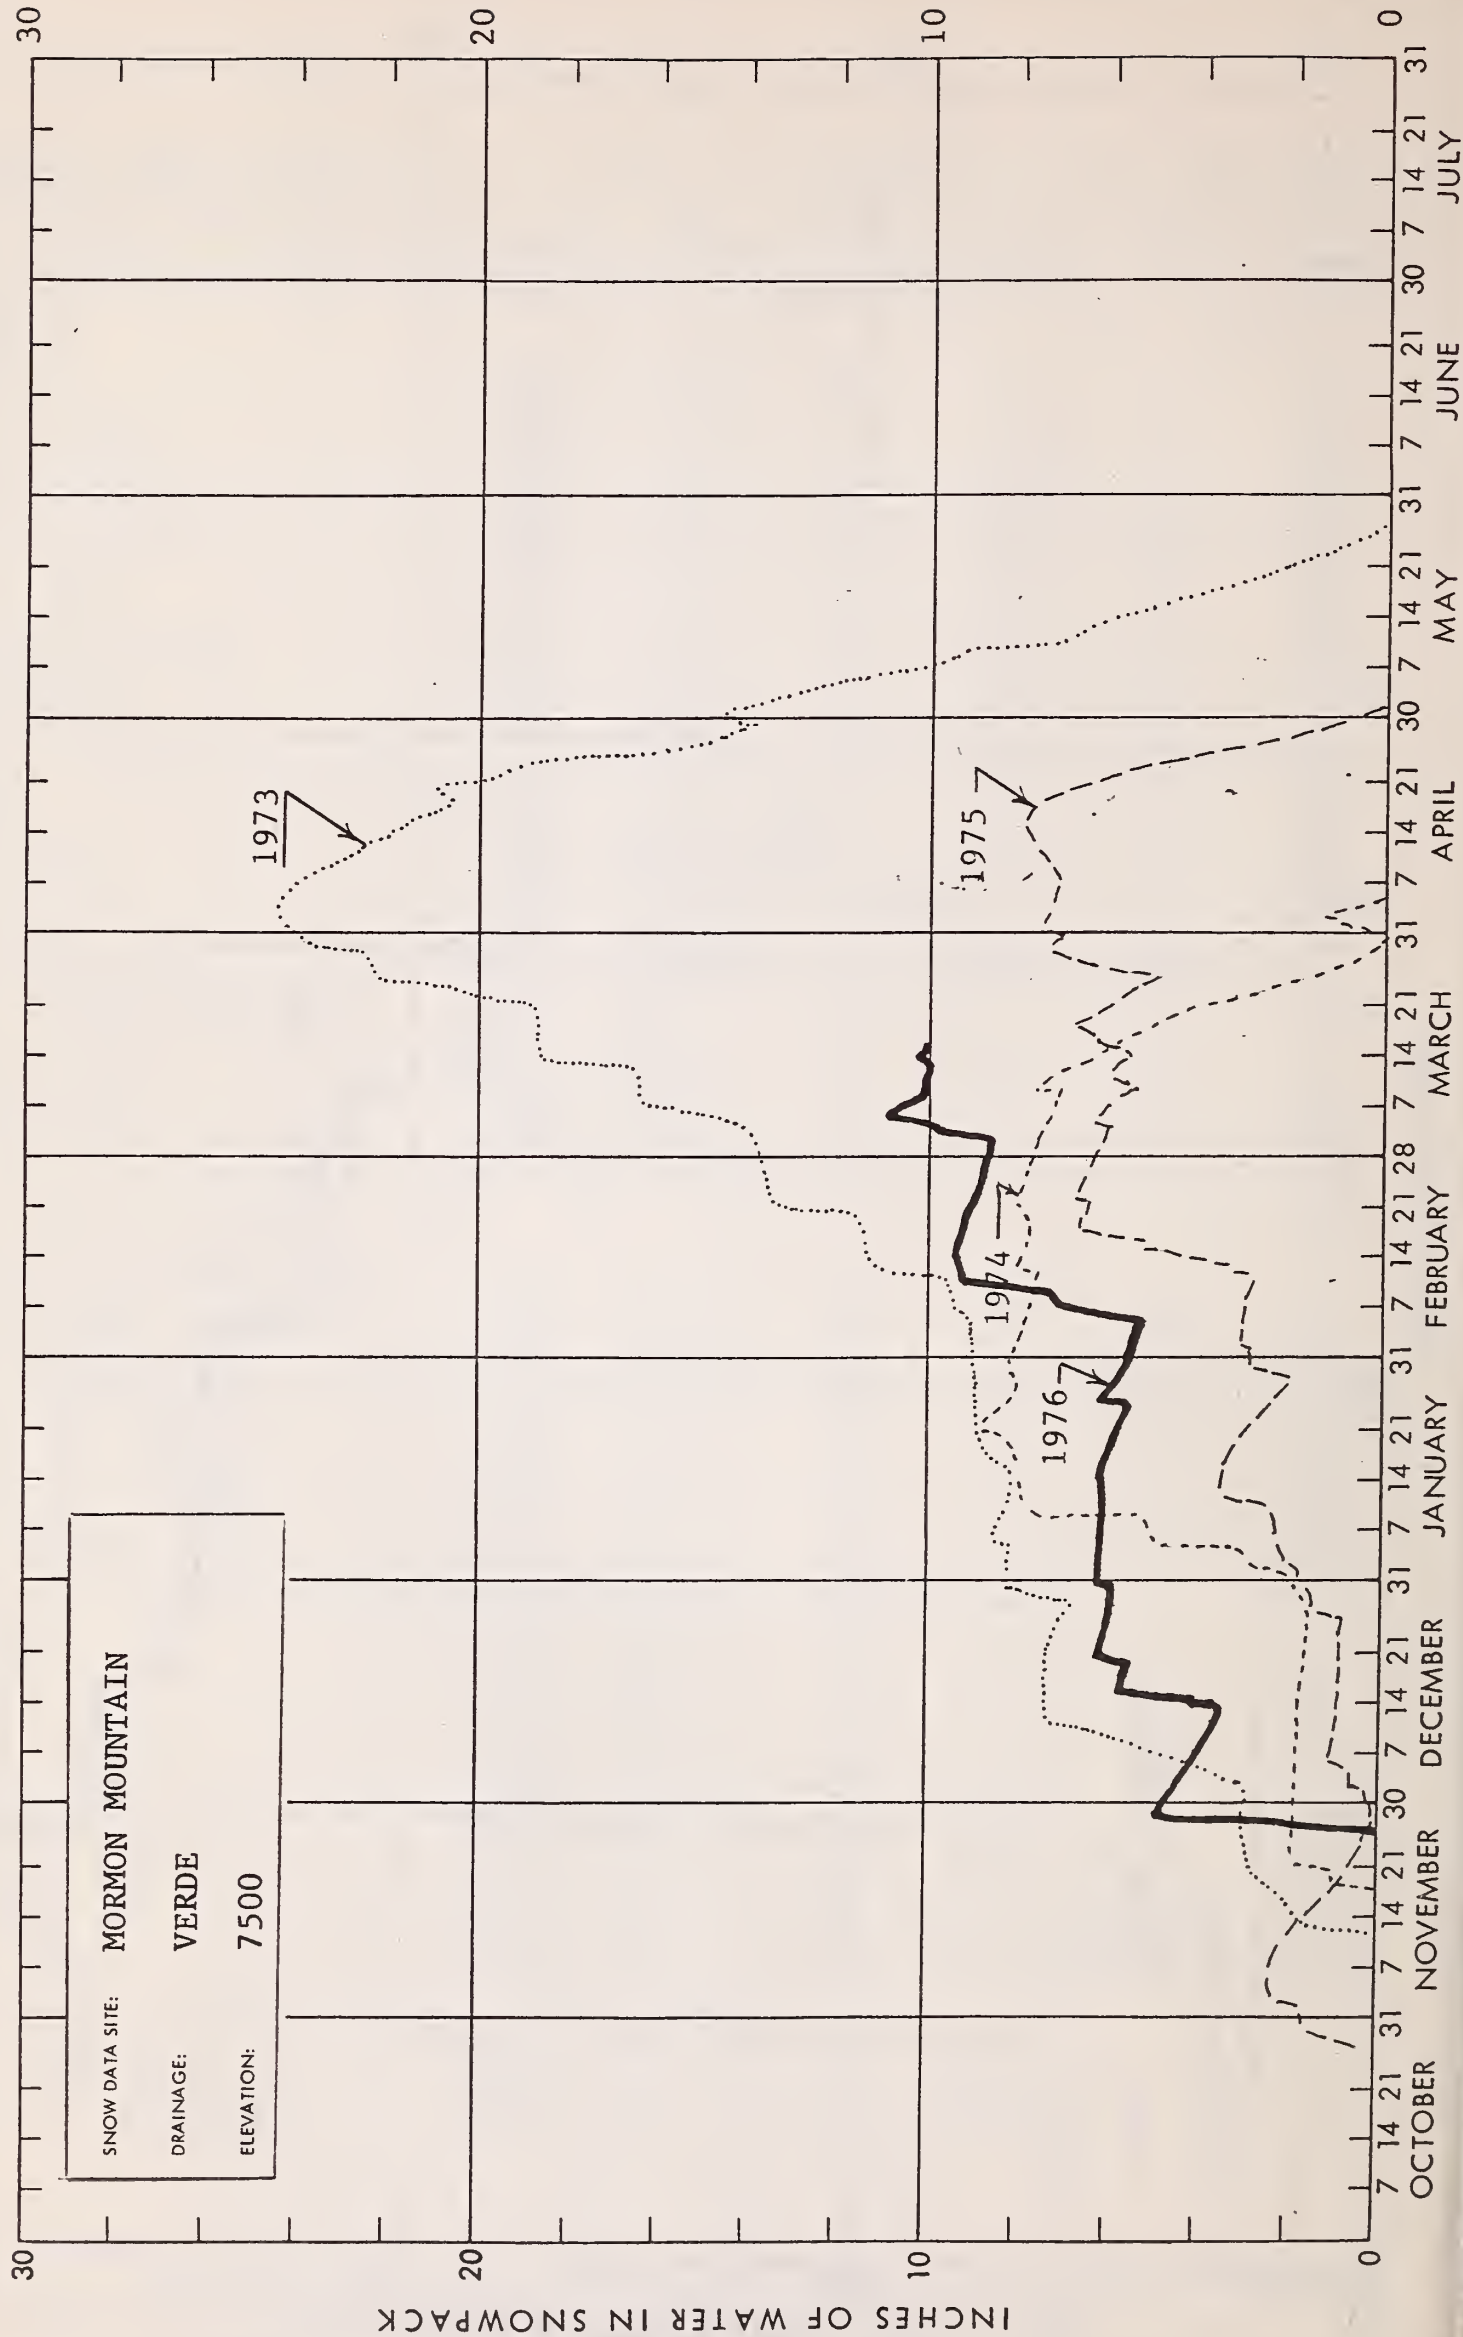 SNOW DATA SITE: MORMON MOUNTAIN
DRAINAGE: VERDE
ELEVATION: 7500
INCHES OF WATER IN SNOWPACK
30
20
10
0
30
20
10
0
1973
1974
1975
1976
7 14 21 31 7 14 21 30 7 14 21 31 7 14 21 31 7 14 21 28 7 14 21 31 7 14 21 30 7 14 21 31 7 14 21 30 7 14 21 31
OCTOBER NOVEMBER DECEMBER JANUARY FEBRUARY MARCH APRIL MAY JUNE JULY